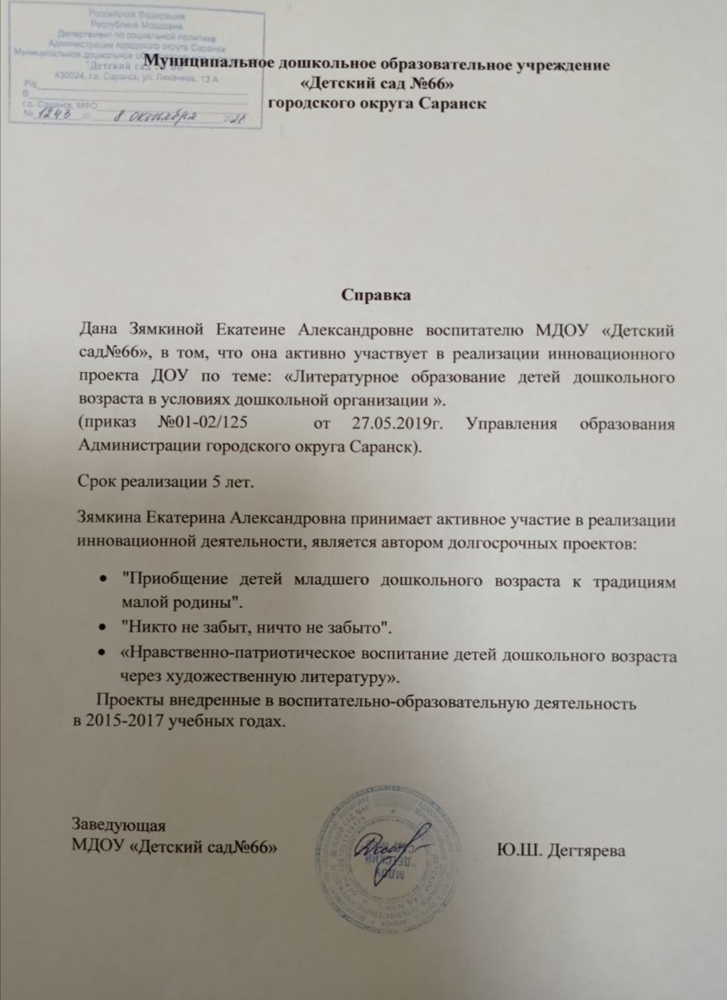 Российская Федерация
Республика Мордовия
Департамент по социальной политике
Администрации городского округа Саранск
Муниципальное дошкольное
"Детский сад
430024, г.о. Саранск, ул. Лихачева, 13 А
Р/с
В
г.о. Саранск, МФО
№ 1243 от 8 октября 20
Муниципальное дошкольное образовательное учреждение
«Детский сад №66»
городского округа Саранск
Справка
Дана Зямкиной Екатеине Александровне воспитателю МДОУ «Детский
сад№66», в том, что она активно участвует в реализации инновационного
проекта ДОУ по теме: «Литературное образование детей дошкольного
возраста в условиях дошкольной организации ».
(приказ №01-02/125 от 27.05.2019г. Управления образования
Администрации городского округа Саранск).
Срок реализации 5 лет.
Зямкина Екатерина Александровна принимает активное участие в реализации
инновационной деятельности, является автором долгосрочных проектов:
• "Приобщение детей младшего дошкольного возраста к традициям
малой родины".
• "Никто не забыт, ничто не забыто".
• «Нравственно-патриотическое воспитание детей дошкольного возраста
через художественную литературу».
Проекты внедренные в воспитательно-образовательную деятельность
в 2015-2017 учебных годах.
Заведующая
МДОУ «Детский сад№66»
Ю.Ш. Дегтярева
МДОУ
"ДЕТСКИЙ